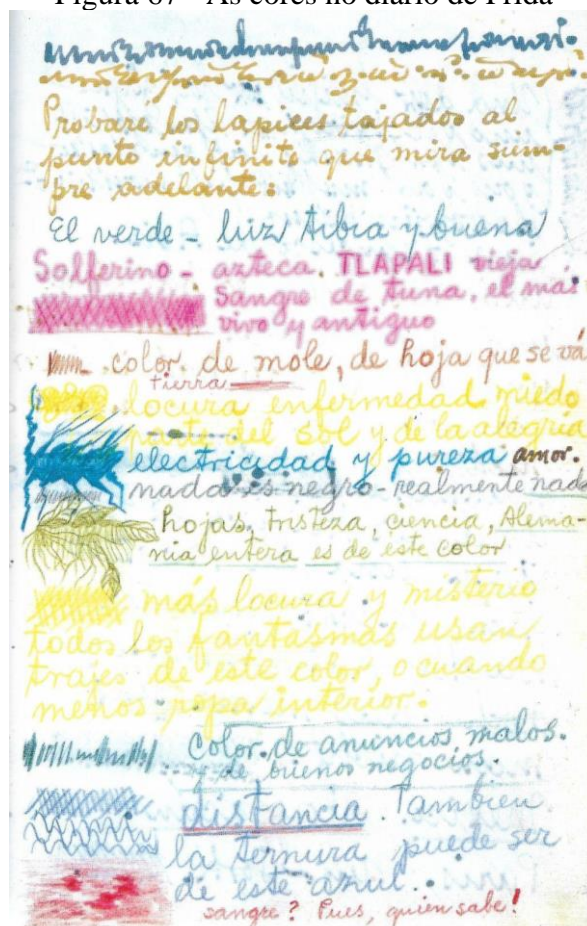 Figura 67 - As cores no diário de Frida
Probaré los lapices tajados al
punto infinito que mira siem-
pre adelante:
El verde - luz tibia y buena
Solferino - azteca. TLAPALI vieja
Sangre de tuna, el más
vivo y antiguo
color de mole, de hoja que se vá
tierra
locura enfermedad miedo
parte del sol y de la alegría
electricidad y pureza amor.
nada es negro - realmente nada
hojas, tristeza, ciencia, Alema-
nia entera es de este color
más locura y misterio
todos los fantasmas usan
trajes de este color, o cuando
menos ropa interior.
Color de anuncios malos.
y de buenos negocios.
distancia. Tambien
la ternura puede ser
de este azul.
sangre? Pues, quien sabe!